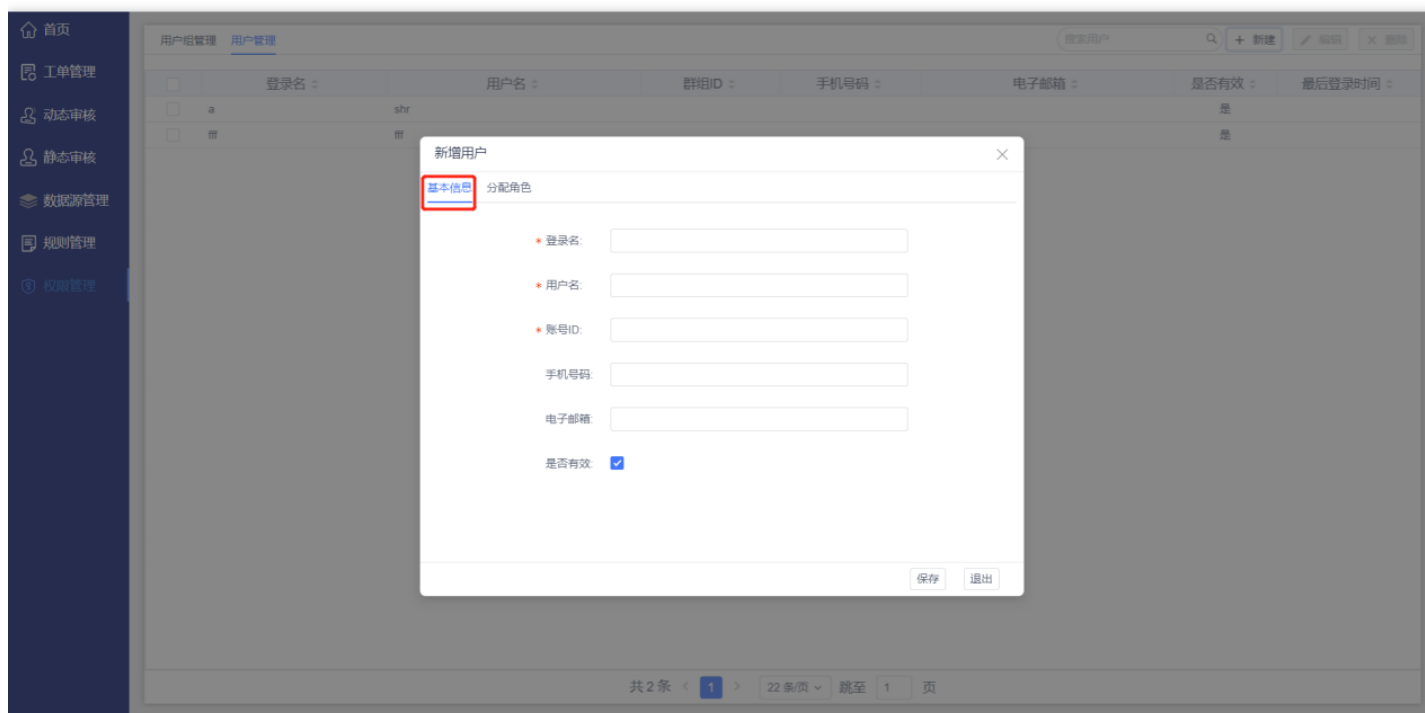 首页
工单管理
动态审核
静态审核
数据源管理
规则管理
权限管理
用户组管理 用户管理
搜索用户 + 新建 编辑 × 删除
登录名 用户名 群组ID 手机号码 电子邮箱 是否有效 最后登录时间
a shr 是
fff fff 是
新增用户
基本信息 分配角色
* 登录名:
* 用户名:
* 账号ID:
手机号码:
电子邮箱:
是否有效:
保存 退出
共 2 条 < 1 > 22 条/页 跳至 1 页